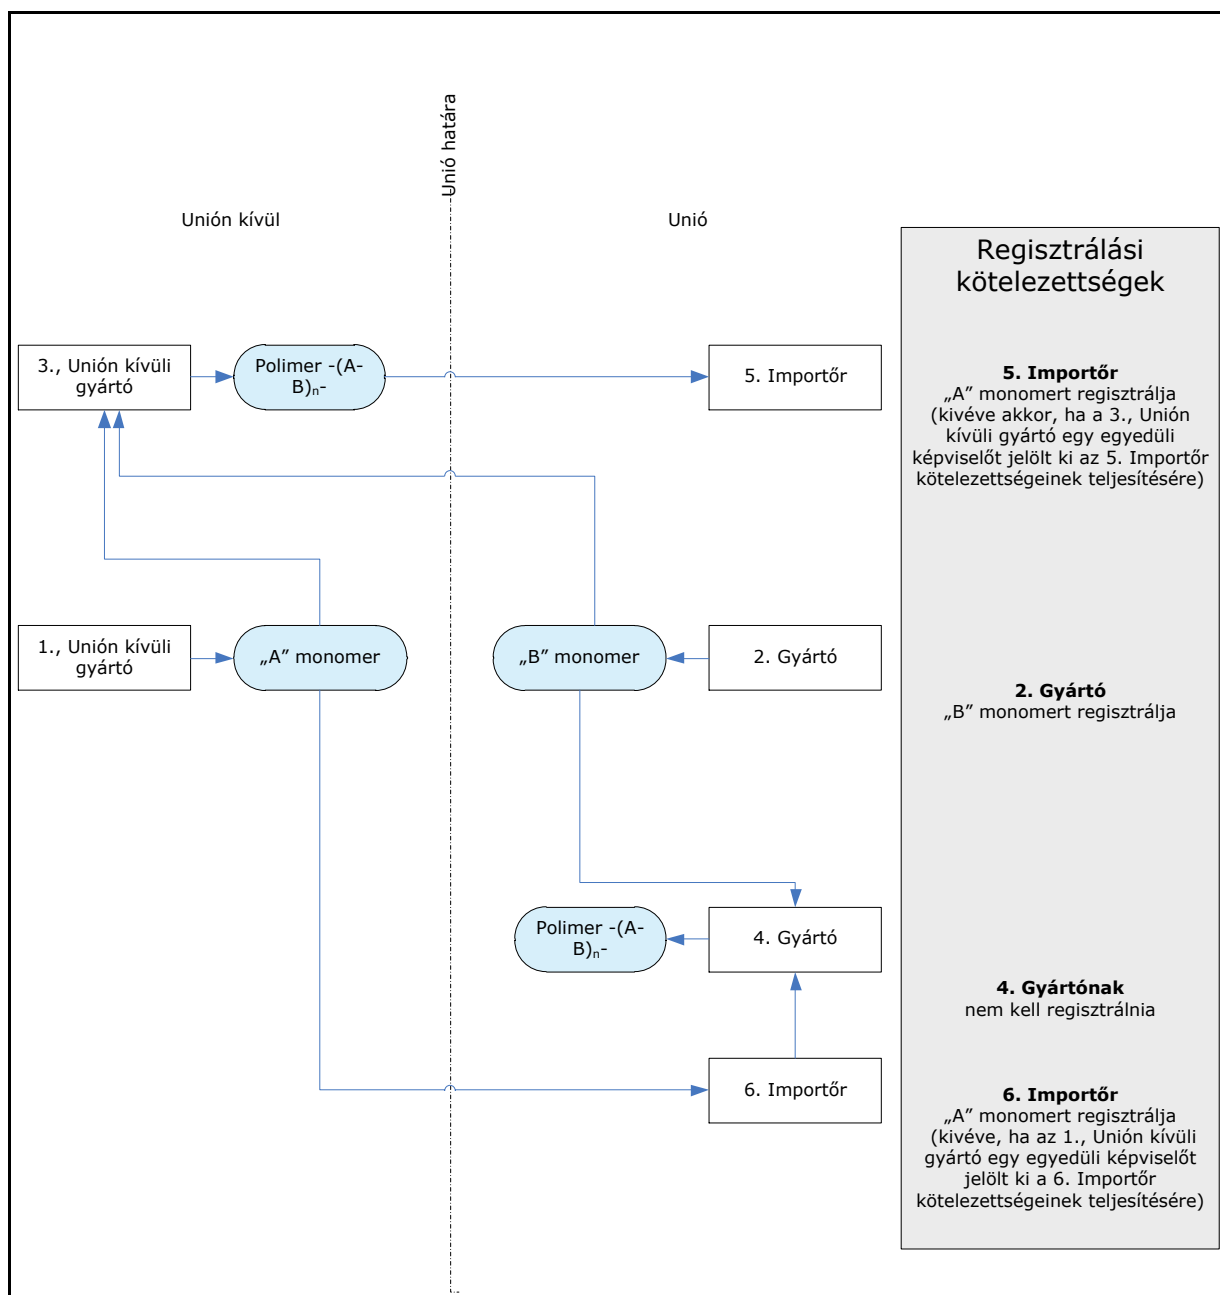 Unió határa
Unión kívül
Unió
Regisztrálási
kötelezettségek
3., Unión kívüli
gyártó
Polimer -(A-
B)n-
5. Importőr
5. Importőr
„A” monomert regisztrálja
(kivéve akkor, ha a 3., Unión
kívüli gyártó egy egyedüli
képviselőt jelölt ki az 5. Importőr
kötelezettségeinek teljesítésére)
1., Unión kívüli
gyártó
„A” monomer
„B” monomer
2. Gyártó
2. Gyártó
„B” monomert regisztrálja
Polimer -(A-
B)n-
4. Gyártó
4. Gyártónak
nem kell regisztrálnia
6. Importőr
6. Importőr
„A” monomert regisztrálja
(kivéve, ha az 1., Unión kívüli
gyártó egy egyedüli képviselőt
jelölt ki a 6. Importőr
kötelezettségeinek teljesítésére)